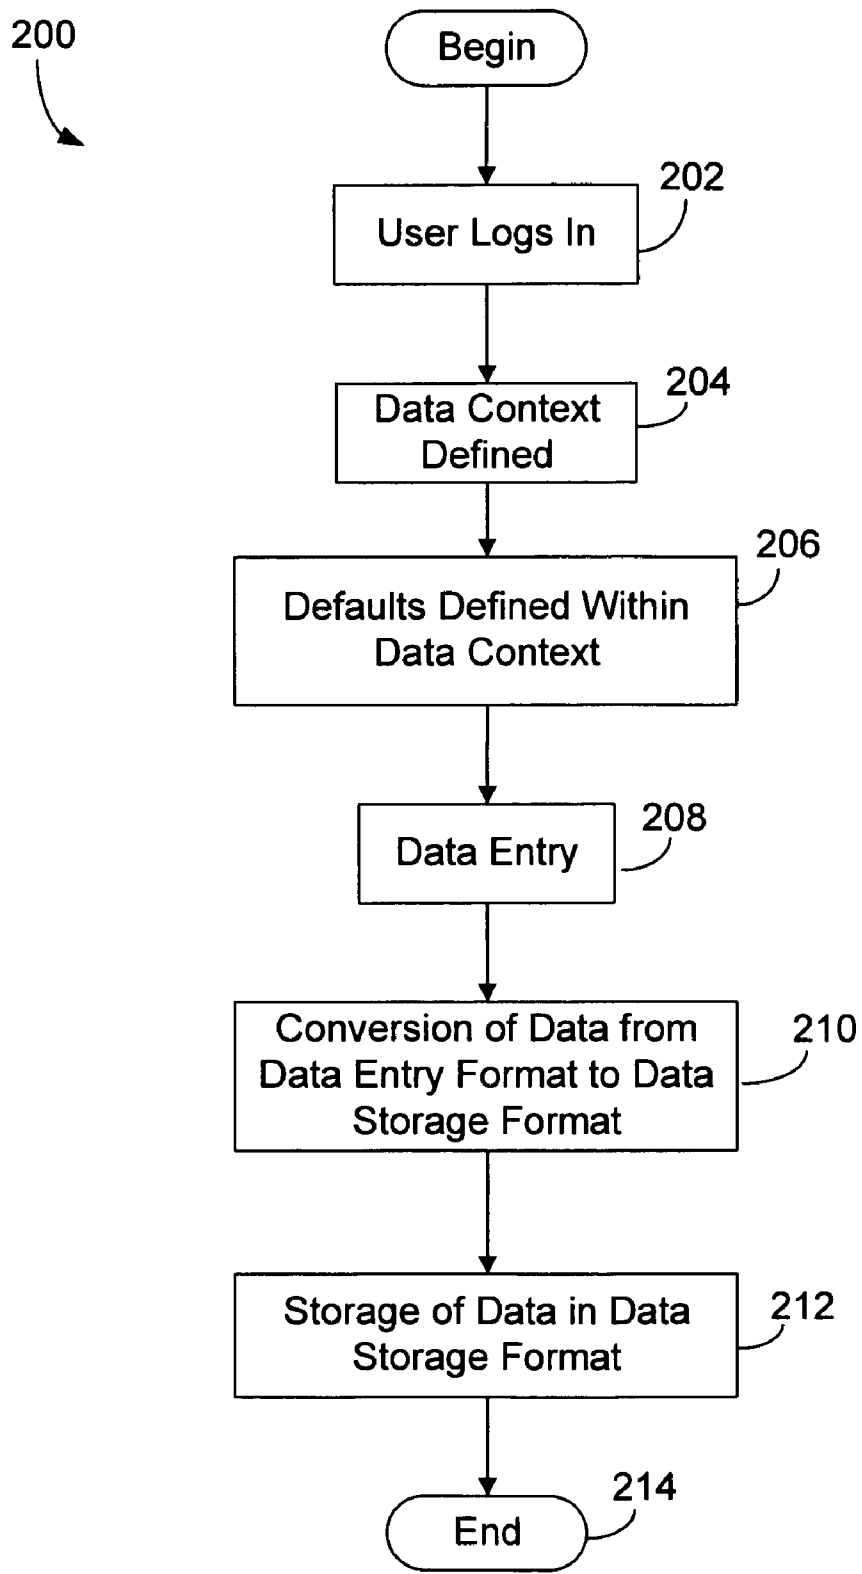 200
Begin
202
User Logs In
204
Data Context
Defined
206
Defaults Defined Within
Data Context
208
Data Entry
210
Conversion of Data from
Data Entry Format to Data
Storage Format
212
Storage of Data in Data
Storage Format
214
End